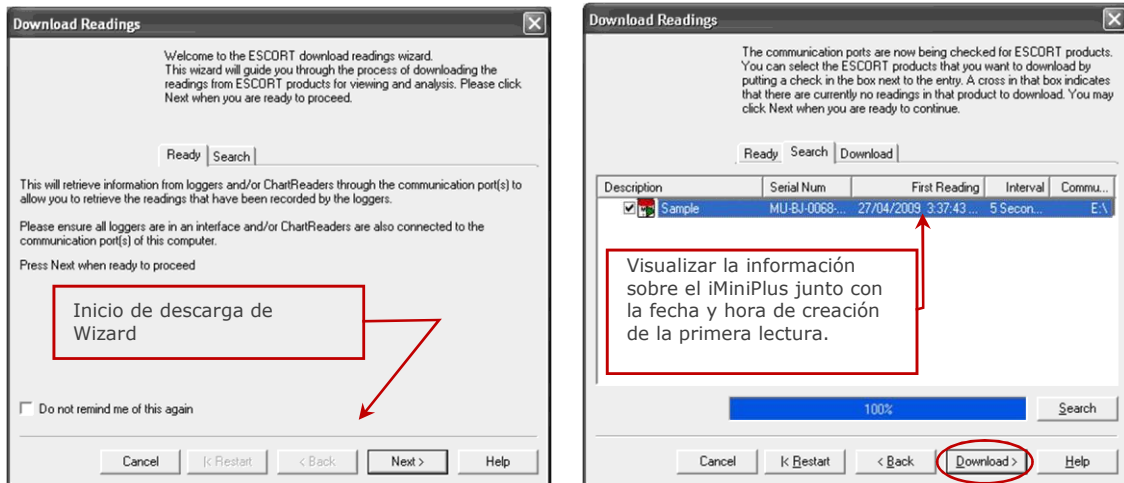 Download Readings
Welcome to the ESCORT download readings wizard.
This wizard will guide you through the process of downloading the
readings from ESCORT products for viewing and analysis. Please click
Next when you are ready to proceed.
Ready Search
This will retrieve information from loggers and/or ChartReaders through the communication port(s) to
allow you to retrieve the readings that have been recorded by the loggers.
Please ensure all loggers are in an interface and/or ChartReaders are also connected to the
communication port(s) of this computer.
Press Next when ready to proceed
Inicio de descarga de
Wizard
Do not remind me of this again
Cancel |< Restart < Back Next > Help
Download Readings
The communication ports are now being checked for ESCORT products.
You can select the ESCORT products that you want to download by
putting a check in the box next to the entry. A cross in that box indicates
that there are currently no readings in that product to download. You may
click Next when you are ready to continue.
Ready Search Download
Description Serial Num First Reading Interval Commu...
Sample MU-BJ-0068-... 27/04/2009 3:37:43 ... 5 Secon... E:\
Visualizar la información
sobre el iMiniPlus junto con
la fecha y hora de creación
de la primera lectura.
100% Search
Cancel |< Restart < Back Download > Help